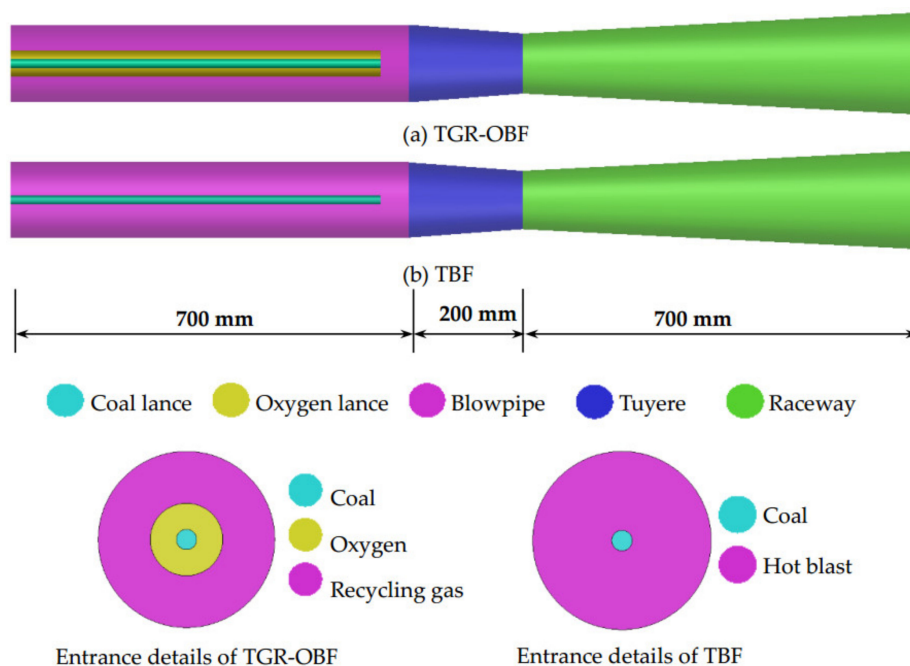 (a) TGR-OBF
(b) TBF
700 mm
200 mm
700 mm
Coal lance
Oxygen lance
Blowpipe
Tuyere
Raceway
Coal
Oxygen
Recycling gas
Coal
Hot blast
Entrance details of TGR-OBF
Entrance details of TBF